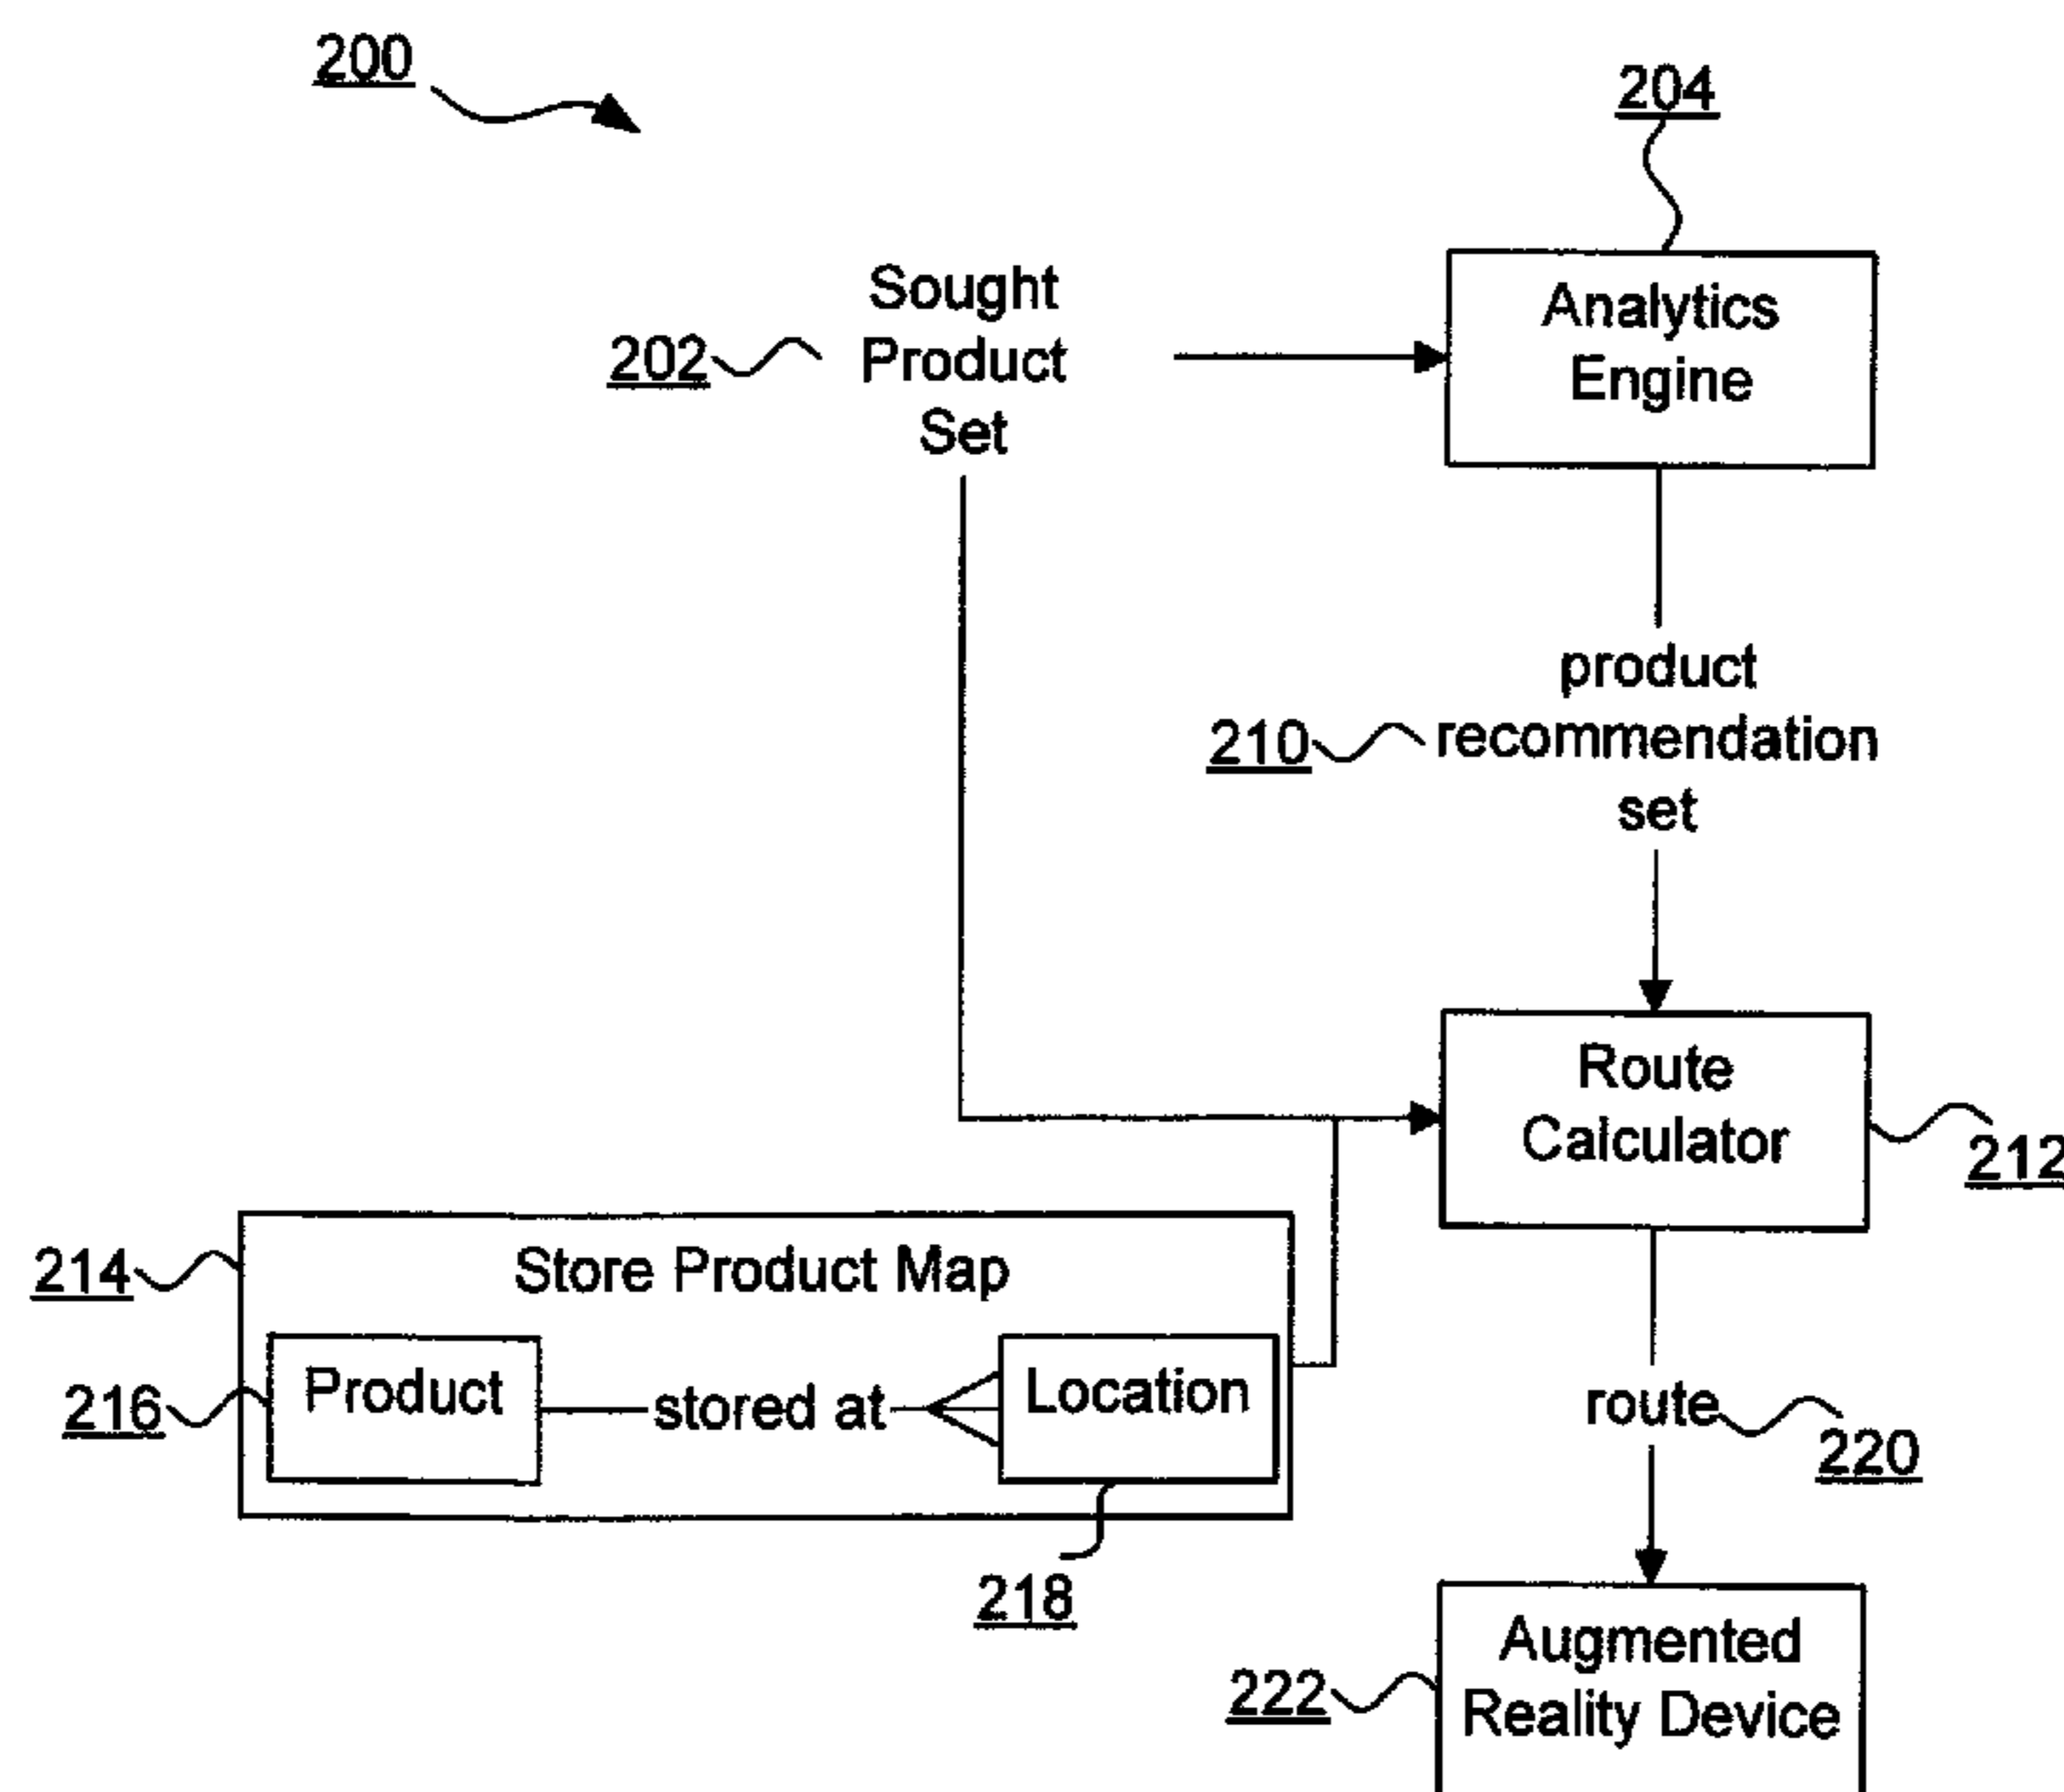 200
204
Sought
Product
Set
202
Analytics
Engine
product
recommendation
set
210
Route
Calculator
212
214
Store Product Map
216
Product
stored at
Location
218
route
220
222
Augmented
Reality Device